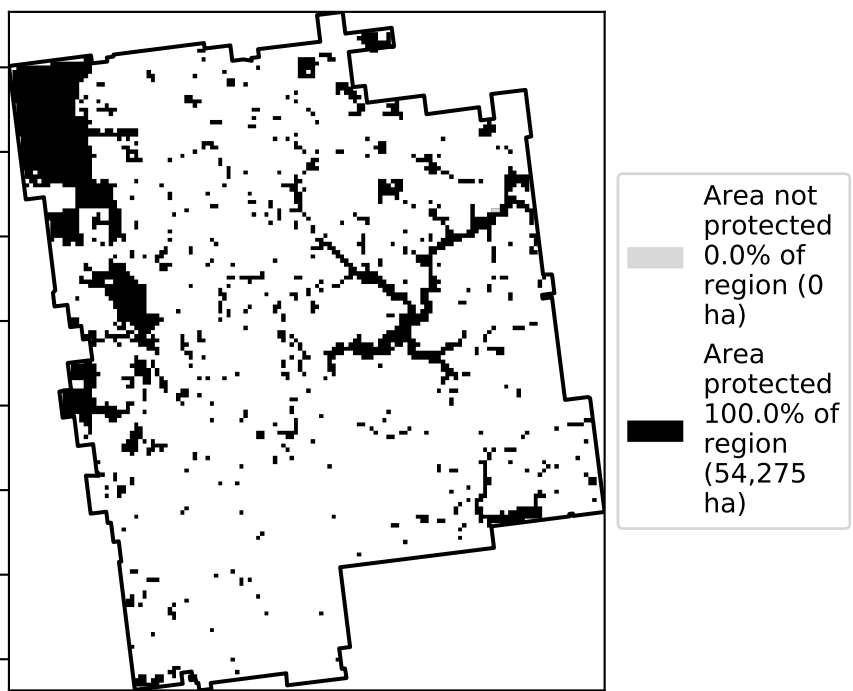 Area not
protected
0.0% of
region (0
ha)
Area
protected
100.0% of
region
(54,275
ha)